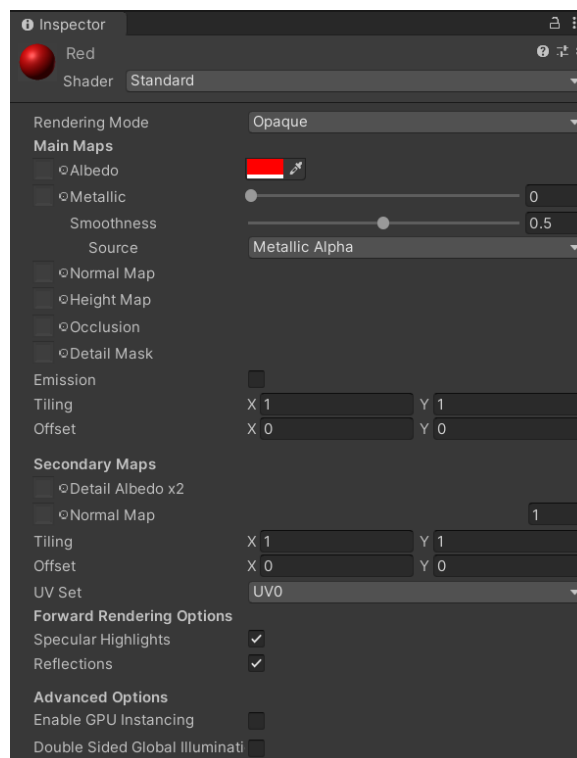 Inspector
Red
Shader Standard
Rendering Mode Opaque
Main Maps
Albedo
Metallic 0
Smoothness 0.5
Source Metallic Alpha
Normal Map
Height Map
Occlusion
Detail Mask
Emission
Tiling X 1 Y 1
Offset X 0 Y 0
Secondary Maps
Detail Albedo x2
Normal Map 1
Tiling X 1 Y 1
Offset X 0 Y 0
UV Set UV0
Forward Rendering Options
Specular Highlights
Reflections
Advanced Options
Enable GPU Instancing
Double Sided Global Illuminati